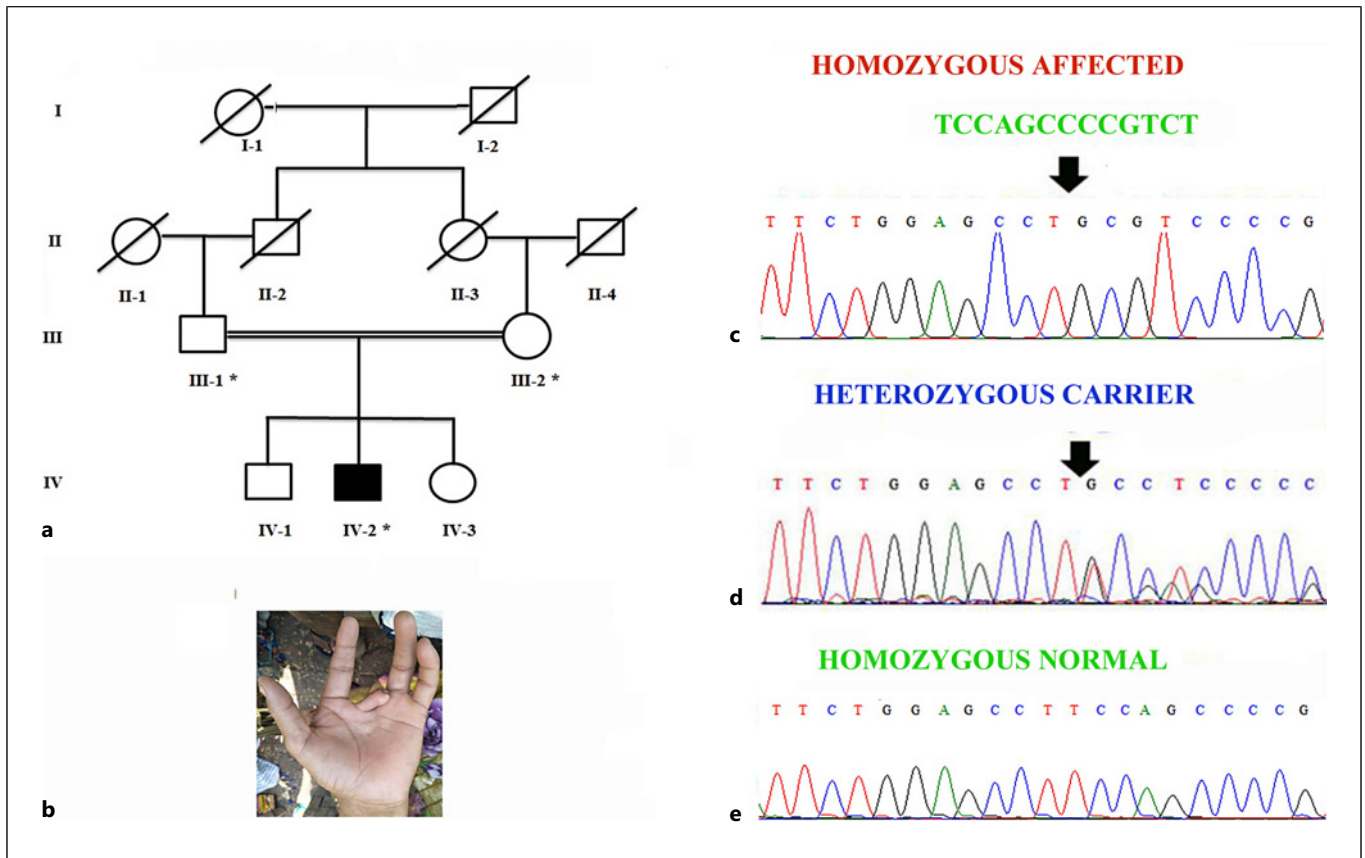 I
I-1
I-2
II
II-1
II-2
II-3
II-4
III
III-1 *
III-2 *
IV
IV-1
IV-2 *
IV-3
a
b
HOMOZYGOUS AFFECTED
TCCAGCCCCGTCT
T T C T G G A G C C T G C G T C C C C G
c
HETEROZYGOUS CARRIER
T T C T G G A G C C T G C C T C C C C C
d
HOMOZYGOUS NORMAL
T T C T G G A G C C T T C C A G C C C C G
e